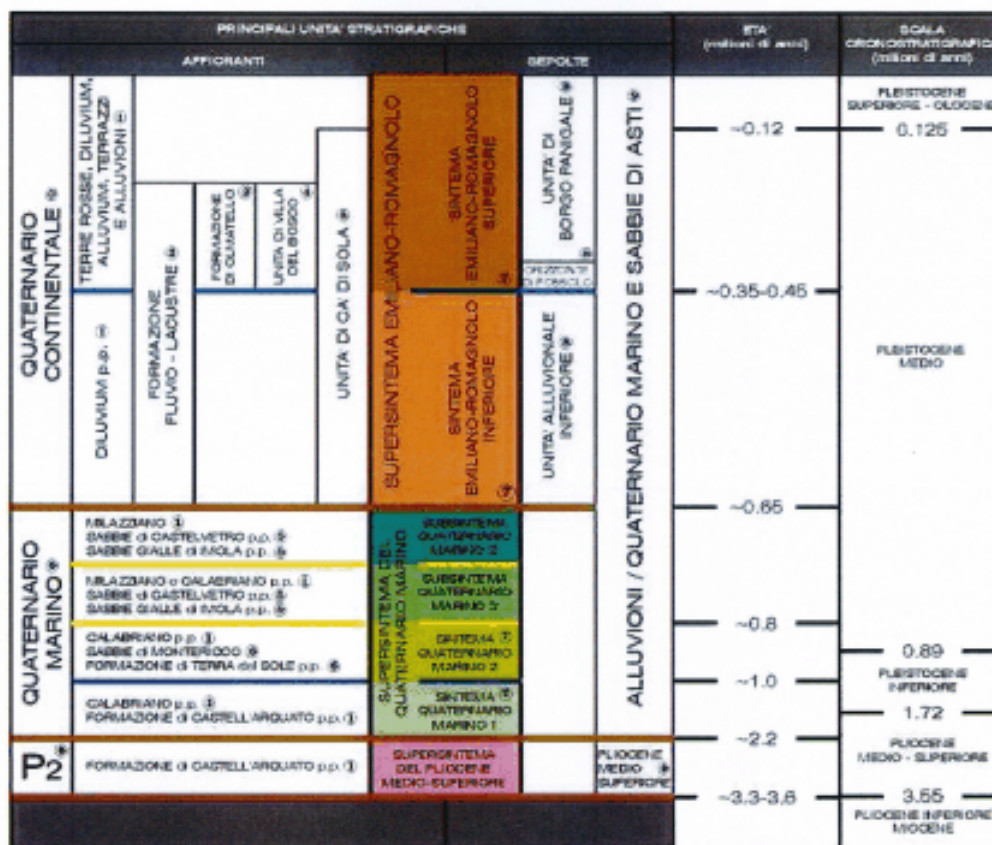 PRINCIPALI UNITA' STRATIGRAFICHE
ETA'
(milioni di anni)
SCALA
CRONOSTRATIGRAFICA
(milioni di anni)
AFFIORANTI
SEPOLTE
QUATERNARIO
CONTINENTALE
TERRE ROSSE, DILUVIUM,
ALLUVIUM, TERRAZZI
E ALLUVIONI
DILUVIUM p.p.
FORMAZIONE
FLUVIO - LACUSTRE
FORMAZIONE
DI OLMATELLO
UNITA' DI VILLA
DEL BOSCO
UNITA' DI CA' DI SOLA
SUPERSINTEMA EMILIANO-ROMAGNOLO
SINTEMA
EMILIANO-ROMAGNOLO
SUPERIORE
SINTEMA
EMILIANO-ROMAGNOLO
INFERIORE
UNITA' DI
BORGO PANIGALE
ORIZZONTE
DI FOSSOLO
UNITA' ALLUVIONALE
INFERIORE
ALLUVIONI / QUATERNARIO MARINO E SABBIE DI ASTI
PLEISTOCENE
SUPERIORE - OLOCENE
~0.12
0.125
~0.35-0.45
PLEISTOCENE
MEDIO
~0.65
QUATERNARIO
MARINO
MILAZZIANO ①
SABBIE di CASTELVETRO p.p.
SABBIE GIALLE di IMOLA p.p.
MILAZZIANO o CALABRIANO p.p.
SABBIE di CASTELVETRO p.p.
SABBIE GIALLE di IMOLA p.p.
CALABRIANO p.p. ①
SABBIE di MONTERICCO
FORMAZIONE di TERRA del SOLE p.p.
CALABRIANO p.p.
FORMAZIONE di CASTELL'ARQUATO p.p. ①
SUPERSINTEMA DEL
QUATERNARIO MARINO
SUBSINTEMA
QUATERNARIO
MARINO
SUBSINTEMA
QUATERNARIO
MARINO
SINTEMA
QUATERNARIO
MARINO 2
SINTEMA
QUATERNARIO
MARINO 1
~0.8
0.89
~1.0
PLEISTOCENE
INFERIORE
1.72
~2.2
PLIOCENE
MEDIO - SUPERIORE
P2
FORMAZIONE di CASTELL'ARQUATO p.p. ①
SUPERSINTEMA
DEL PLIOCENE
MEDIO-SUPERIORE
PLIOCENE
MEDIO
SUPERIORE
~3.3-3.6
3.55
PLIOCENE INFERIORE
MIOCENE